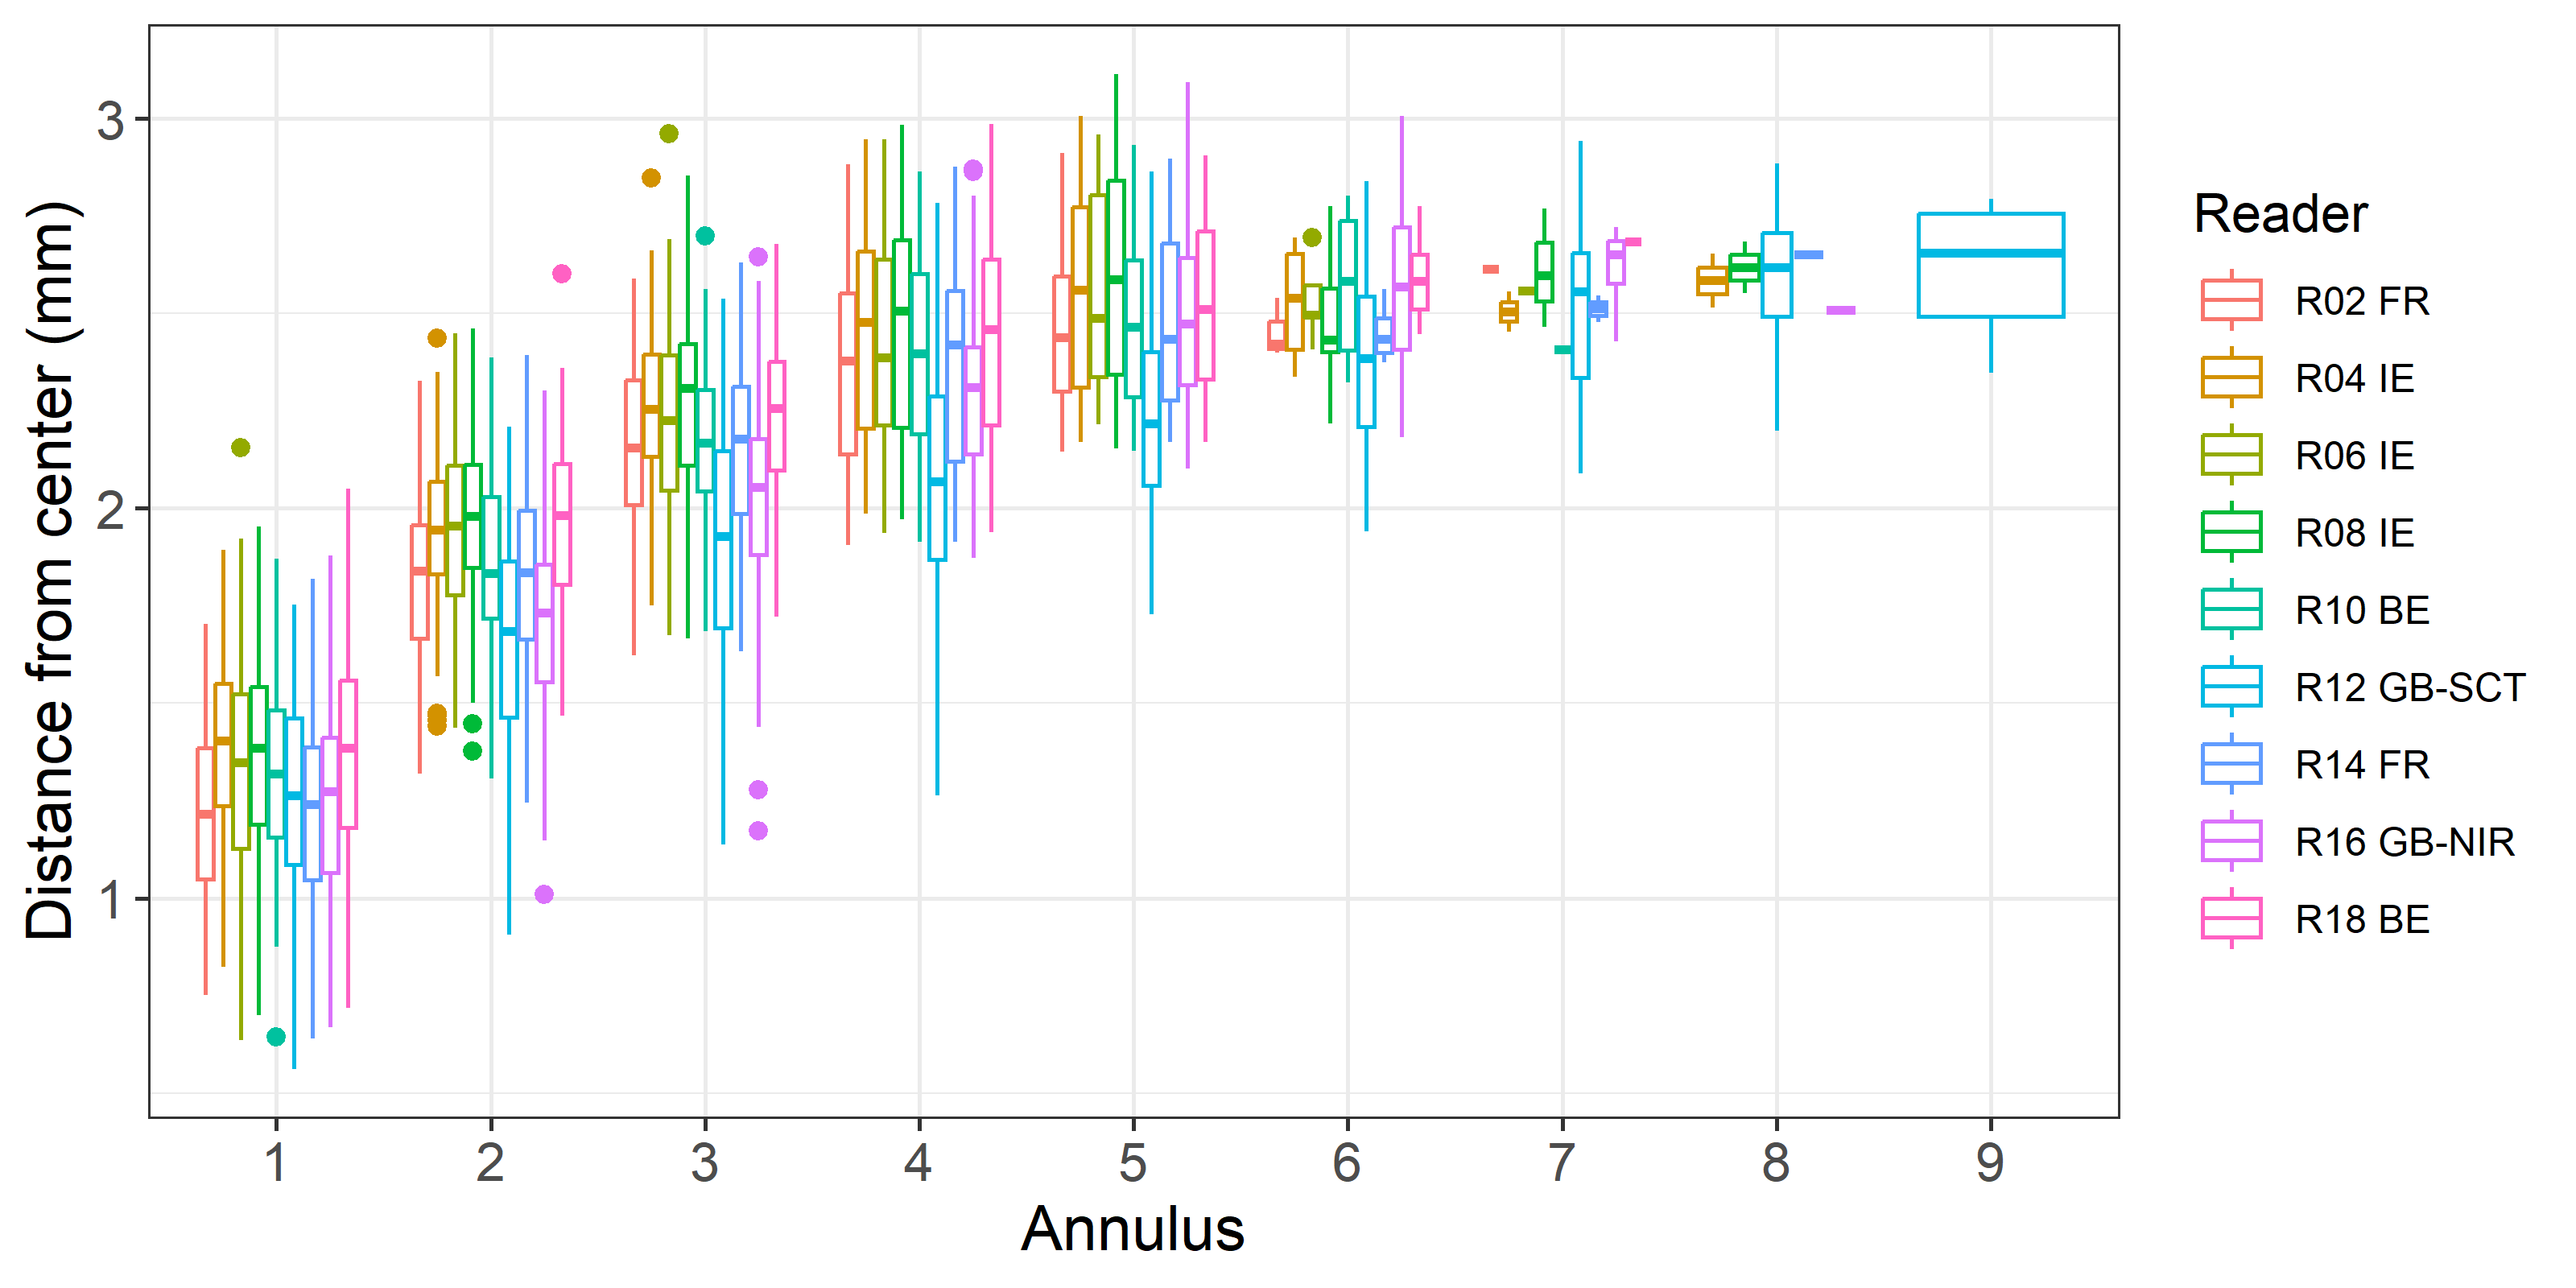 Distance from center (mm)
3
2
1
1 2 3 4 5 6 7 8 9
Annulus
Reader
R02 FR
R04 IE
R06 IE
R08 IE
R10 BE
R12 GB-SCT
R14 FR
R16 GB-NIR
R18 BE